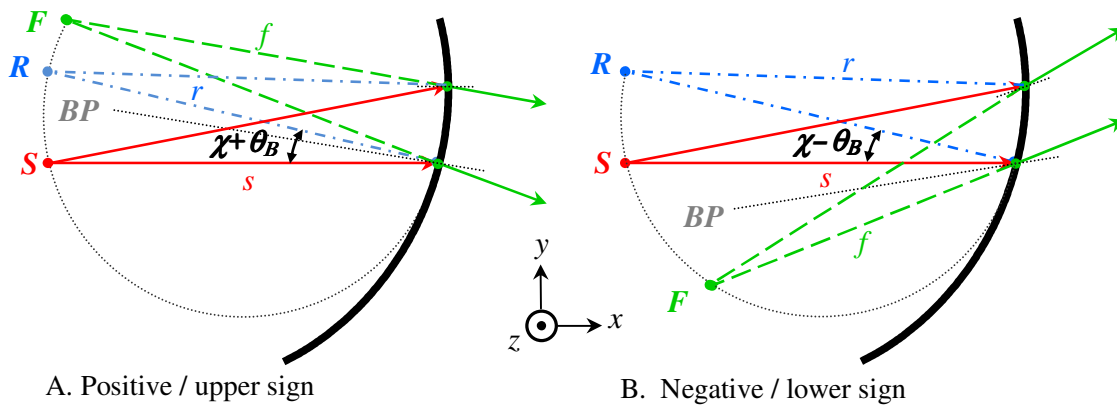 F
f
R
r
BP
χ+θB
S
s
A. Positive / upper sign
y
x
z
R
r
χ−θB
S
s
BP
f
F
B. Negative / lower sign